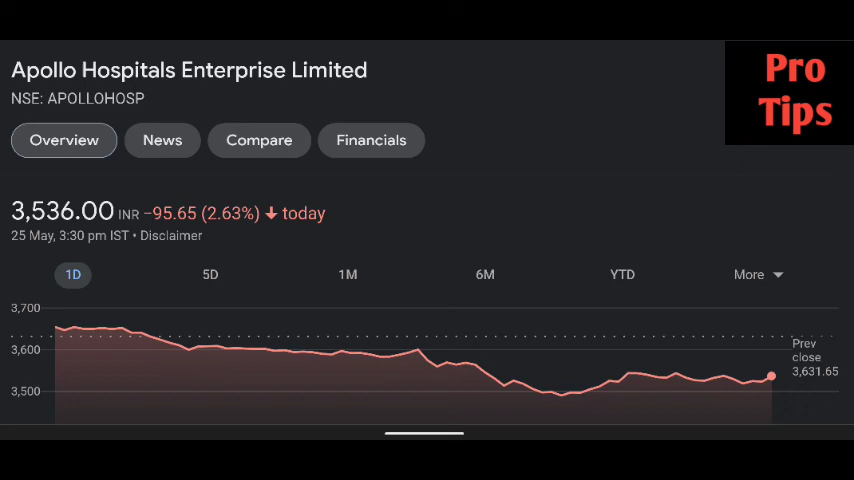 Apollo Hospitals Enterprise Limited
NSE: APOLLOHOSP
Pro
Tips
Overview News Compare Financials
3,536.00 INR −95.65 (2.63%) ↓ today
25 May, 3:30 pm IST • Disclaimer
1D 5D 1M 6M YTD More
3,700
3,600
3,500
Prev
close
3,631.65